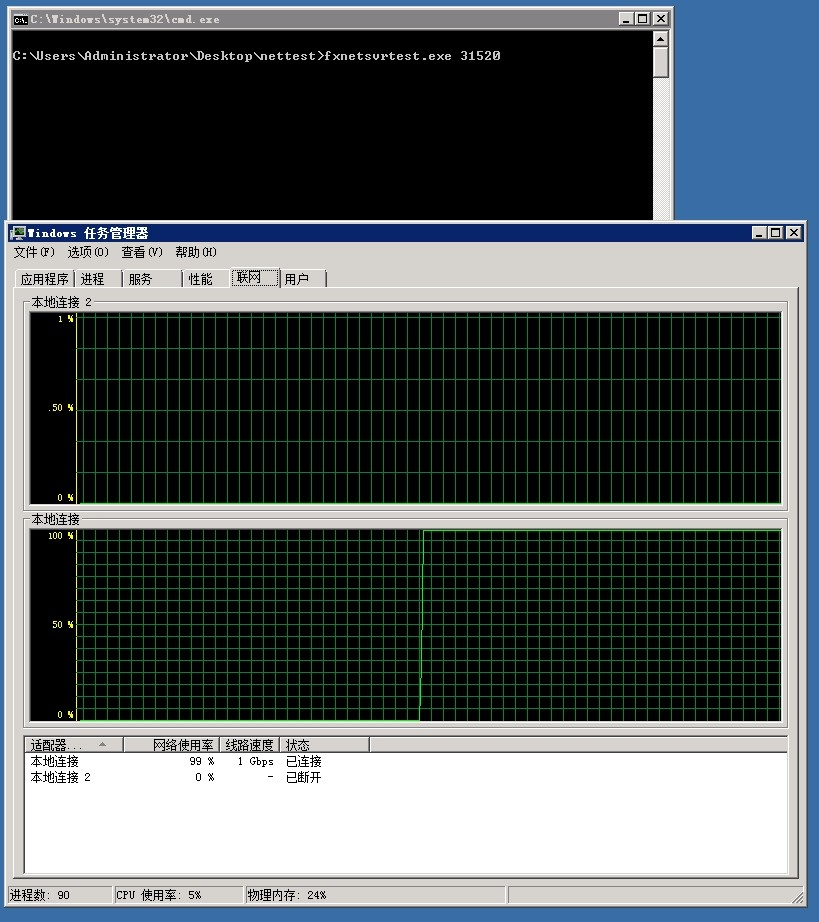 C:\Windows\system32\cmd.exe
C:\Users\Administrator\Desktop\nettest>fxnetsvrtest.exe 31520
Windows 任务管理器
文件(F) 选项(O) 查看(V) 帮助(H)
应用程序 进程 服务 性能 联网 用户
本地连接 2
1 %
.50 %
0 %
本地连接
100 %
50 %
0 %
适配器... 网络使用率 线路速度 状态
本地连接 99 % 1 Gbps 已连接
本地连接 2 0 % - 已断开
进程数: 90 CPU 使用率: 5% 物理内存: 24%